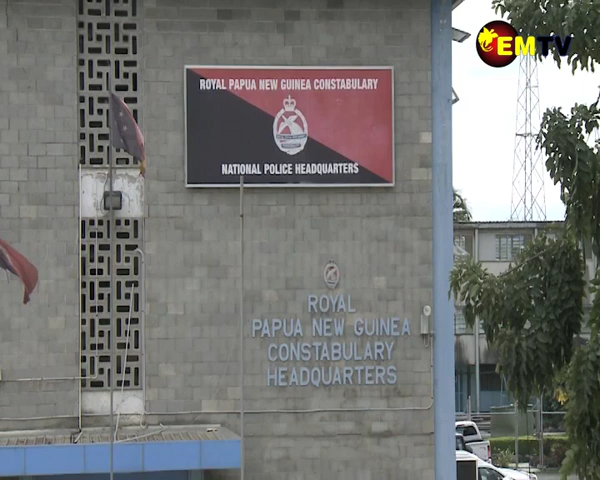 EMTV
ROYAL PAPUA NEW GUINEA CONSTABULARY
NATIONAL POLICE HEADQUARTERS
ROYAL
PAPUA NEW GUINEA
CONSTABULARY
HEADQUARTERS